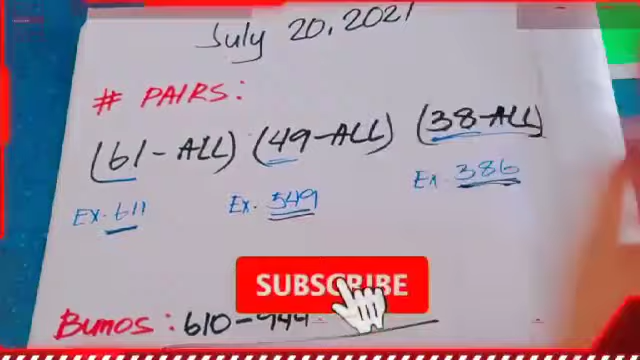 July 20, 2021
# PAIRS:
(61-ALL) (49-ALL) (38-ALL)
Ex. 611 Ex. 549 Ex. 386
SUBSCRIBE
Bumos: 610-944